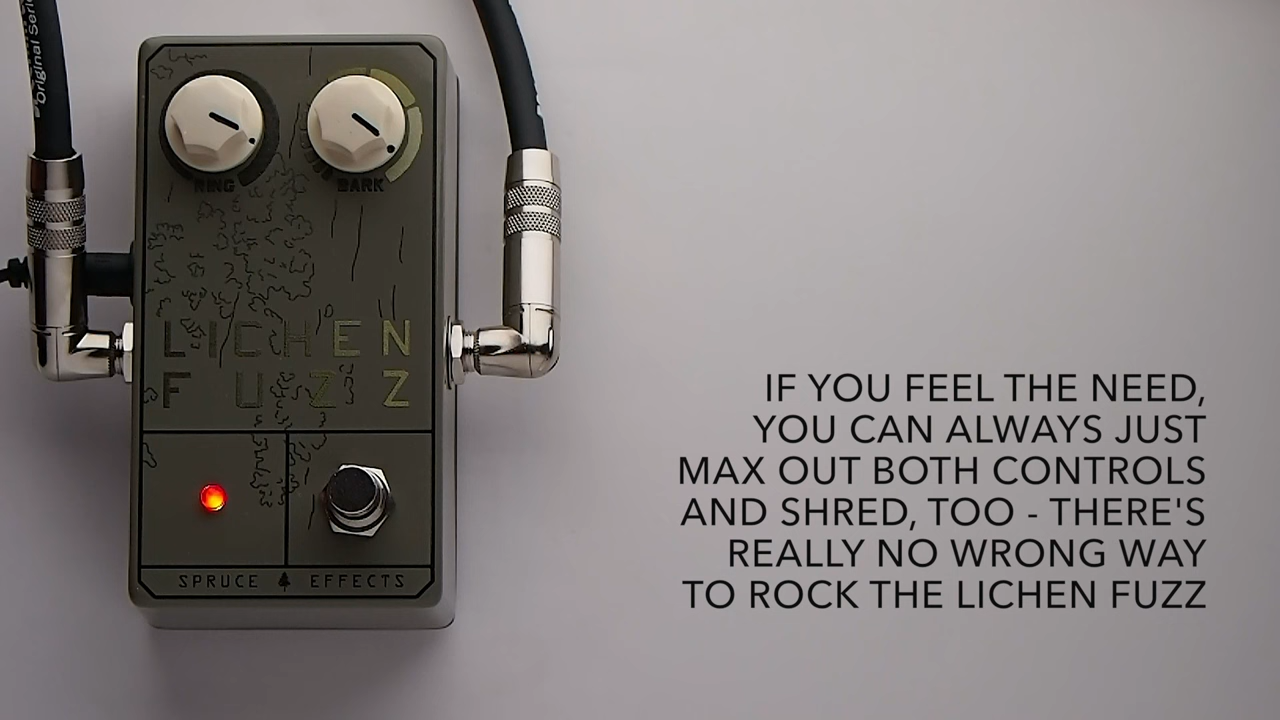 Original Series
RING
BARK
LICHEN
FUZZ
SPRUCE EFFECTS
IF YOU FEEL THE NEED,
YOU CAN ALWAYS JUST
MAX OUT BOTH CONTROLS
AND SHRED, TOO - THERE'S
REALLY NO WRONG WAY
TO ROCK THE LICHEN FUZZ